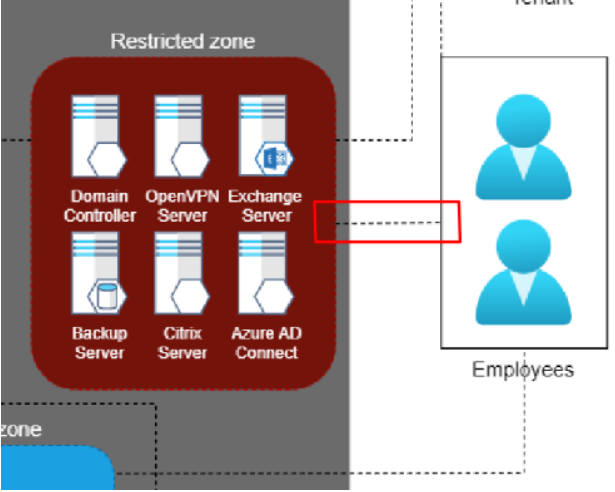 Tenant
Restricted zone
Domain
Controller
OpenVPN
Server
Exchange
Server
Backup
Server
Citrix
Server
Azure AD
Connect
Employees
zone